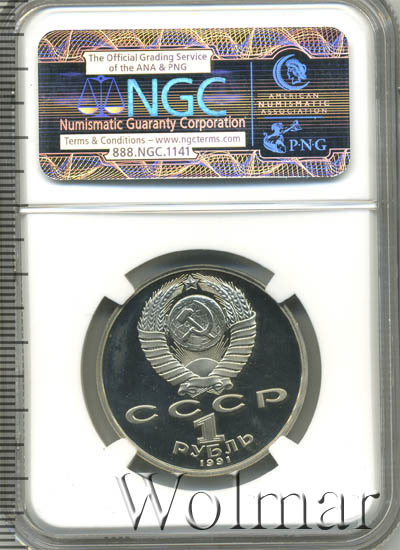 The Official Grading Service
of the ANA & PNG
NGC
Numismatic Guaranty Corporation
Terms & Conditions – www.ngcterms.com
888.NGC.1141
AMERICAN
NUMISMATIC
ASSOCIATION
P·N·G
СССР
1
РУБЛЬ
1991
Wolmar